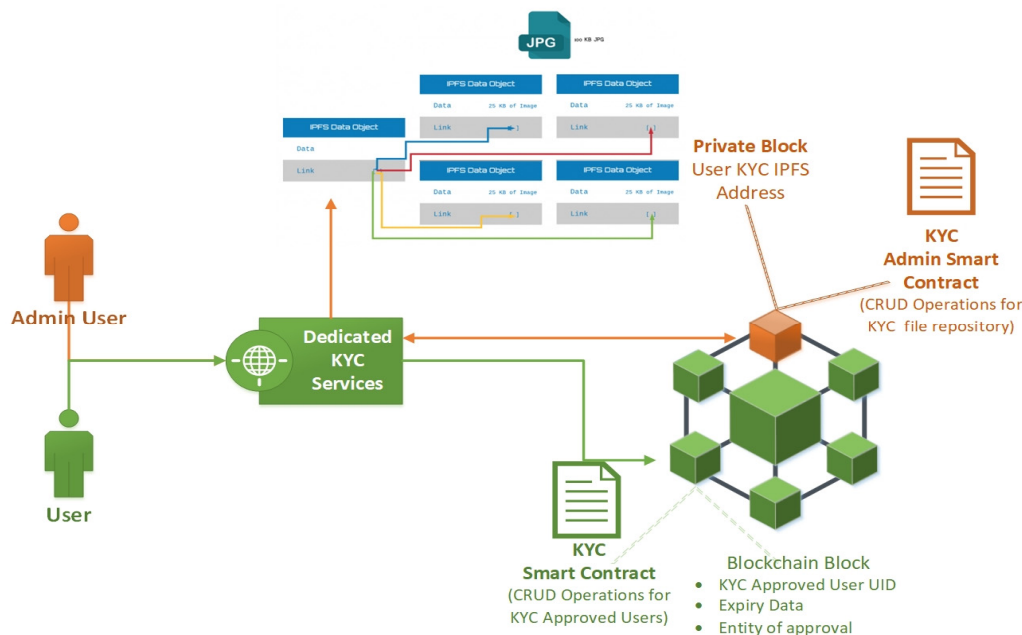 JPG
KB JPG
IPFS Data Object
Data 25 KB of Image
Link [ ]
IPFS Data Object
Data 25 KB of Image
Link [ ]
IPFS Data Object
Data
Link
IPFS Data Object
Data 25 KB of Image
Link [ ]
IPFS Data Object
Data 25 KB of Image
Link [ ]
Private Block
User KYC IPFS
Address
KYC
Admin Smart
Contract
(CRUD Operations for
KYC file repository)
Admin User
Dedicated
KYC
Services
User
KYC
Smart Contract
(CRUD Operations for
KYC Approved Users)
Blockchain Block
• KYC Approved User UID
• Expiry Data
• Entity of approval